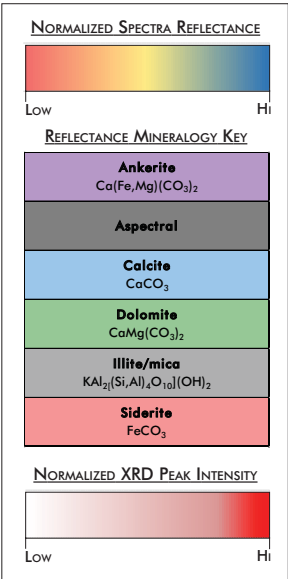 Normalized Spectra Reflectance
Low Hi
Reflectance Mineralogy Key
Ankerite
Ca(Fe,Mg)(CO₃)₂
Aspectral
Calcite
CaCO₃
Dolomite
CaMg(CO₃)₂
Illite/mica
KAl₂[(Si,Al)₄O₁₀](OH)₂
Siderite
FeCO₃
Normalized XRD Peak Intensity
Low Hi